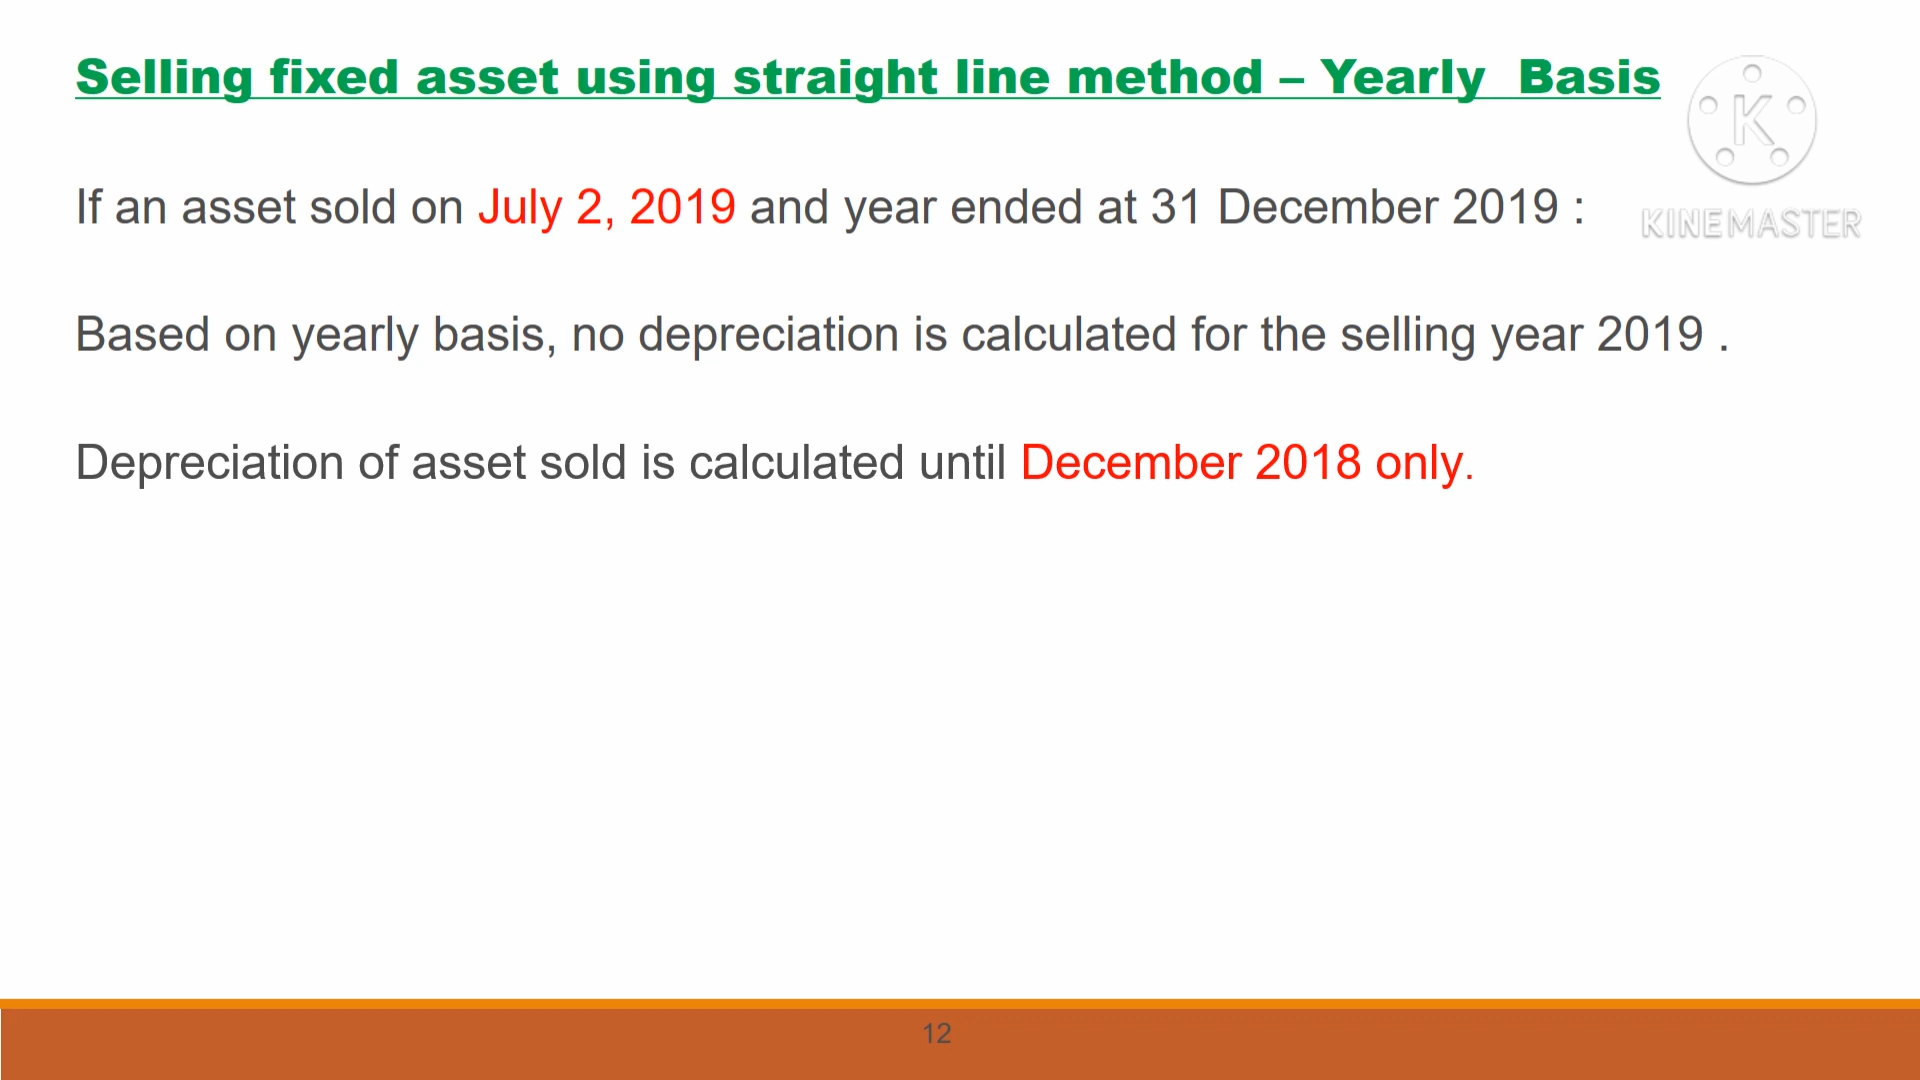 Selling fixed asset using straight line method – Yearly  Basis
K
KINEMASTER
If an asset sold on July 2, 2019 and year ended at 31 December 2019 :
Based on yearly basis, no depreciation is calculated for the selling year 2019 .
Depreciation of asset sold is calculated until December 2018 only.
12